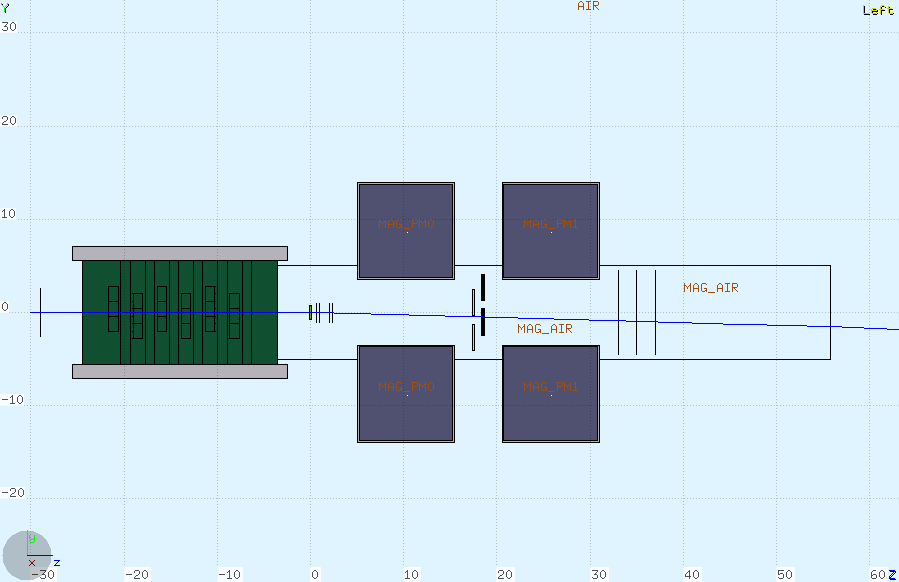 Y
AIR
Left
30
20
10
MAG_PM0
MAG_PM1
MAG_AIR
0
MAG_AIR
-10
MAG_PM0
MAG_PM1
-20
y
x
z
-30
-20
-10
0
10
20
30
40
50
60
Z